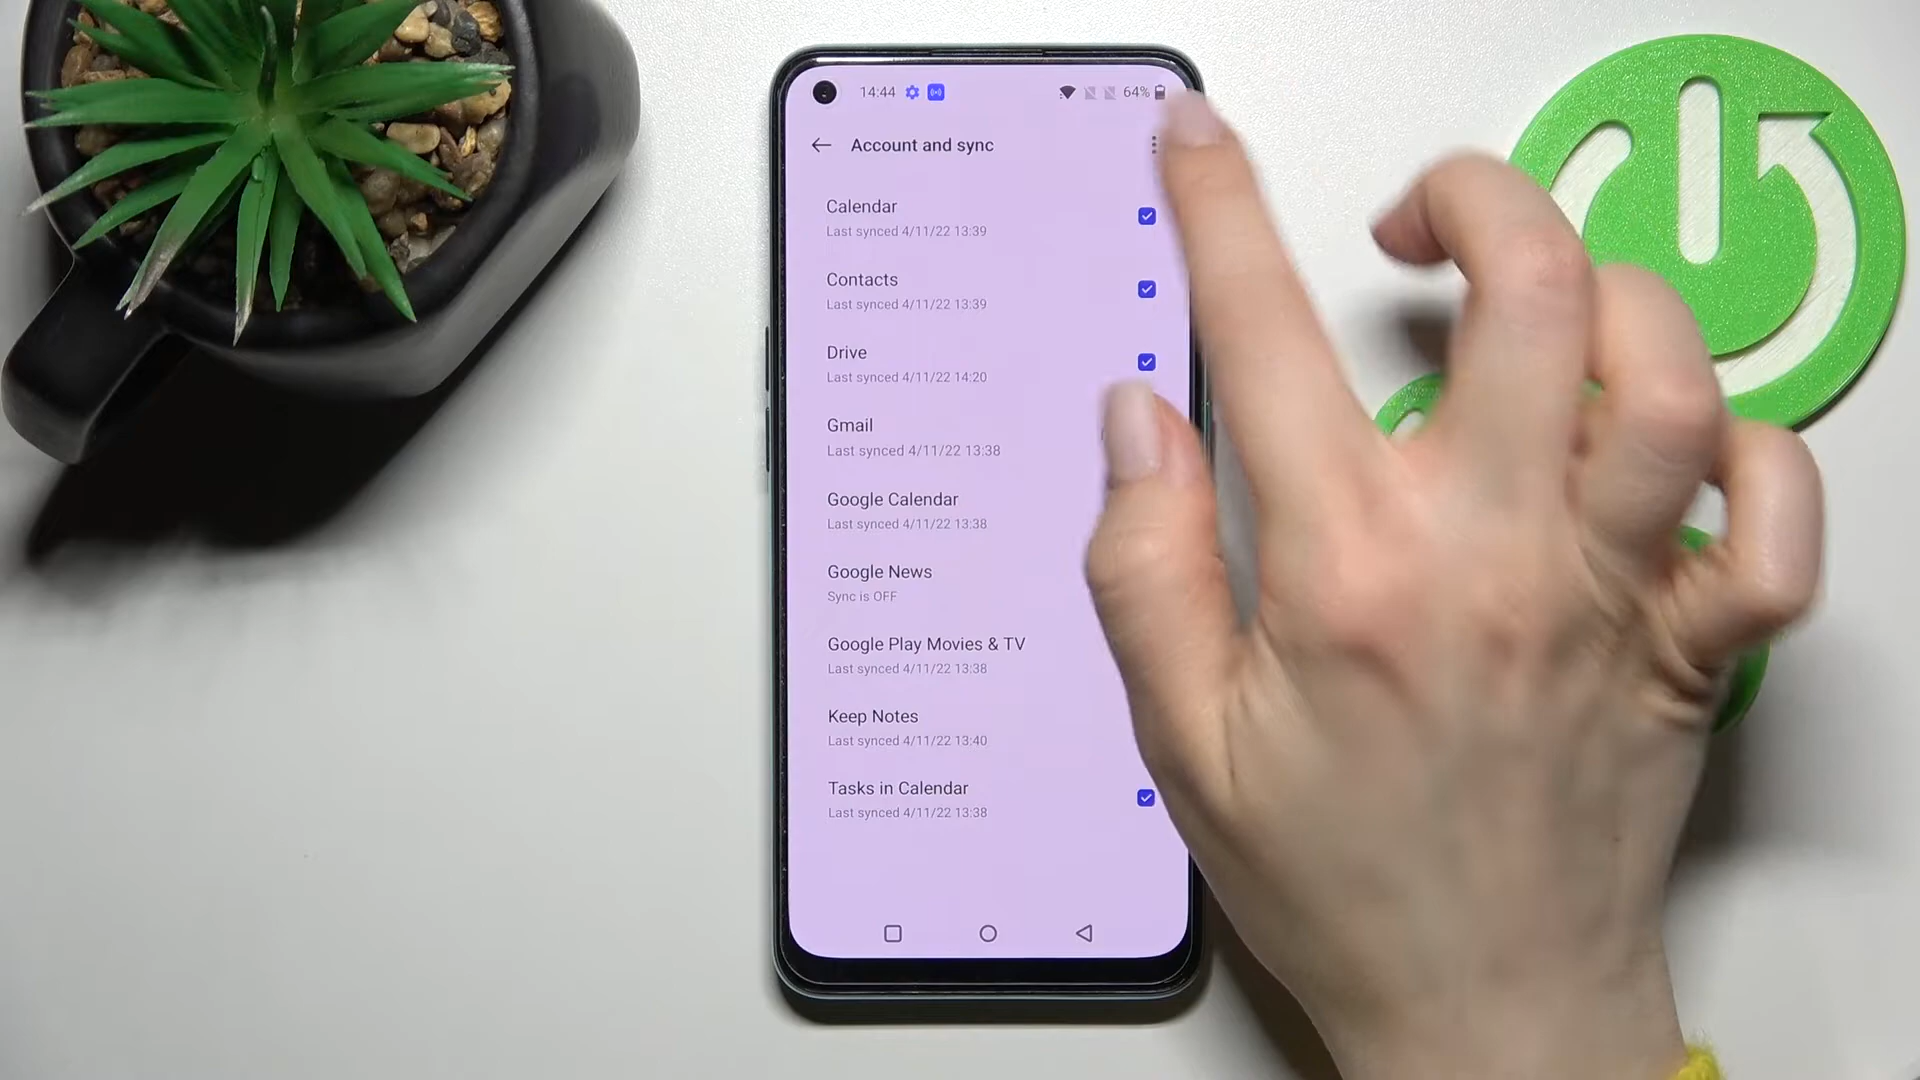 14:44 64%
Account and sync
Calendar
Last synced 4/11/22 13:39
Contacts
Last synced 4/11/22 13:39
Drive
Last synced 4/11/22 14:20
Gmail
Last synced 4/11/22 13:38
Google Calendar
Last synced 4/11/22 13:38
Google News
Sync is OFF
Google Play Movies & TV
Last synced 4/11/22 13:38
Keep Notes
Last synced 4/11/22 13:40
Tasks in Calendar
Last synced 4/11/22 13:38